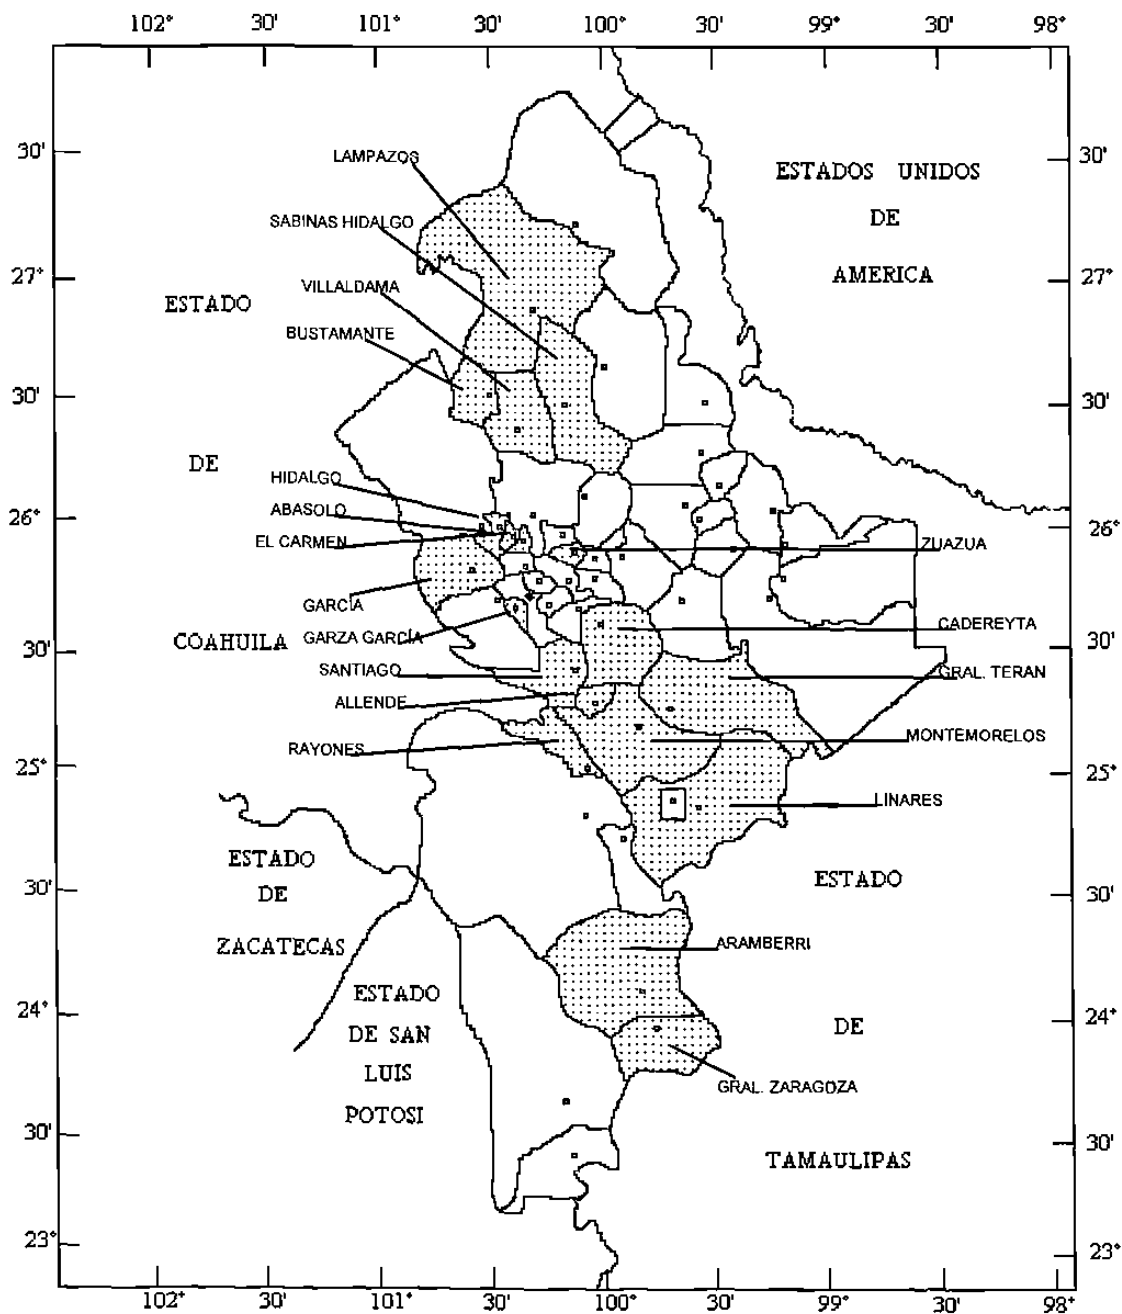 102° 30' 101° 30' 100° 30' 99° 30' 98°
30' LAMPAZOS 30'
ESTADOS UNIDOS
DE
AMERICA
SABINAS HIDALGO
27° 27°
VILLALDAMA
ESTADO
BUSTAMANTE
30' 30'
DE
HIDALGO
ABASOLO
26° 26°
EL CARMEN
ZUAZUA
GARCÍA
CADEREYTA
COAHUILA
GARZA GARCÍA
30' 30'
SANTIAGO
GRAL. TERAN
ALLENDE
RAYONES
MONTEMORELOS
25° 25°
LINARES
ESTADO
DE
ZACATECAS
30' 30'
ESTADO
ARAMBERRI
ESTADO
DE SAN
LUIS
POTOSI
24° 24°
DE
GRAL. ZARAGOZA
30' 30'
TAMAULIPAS
23° 23°
102° 30' 101° 30' 100° 30' 99° 30' 98°